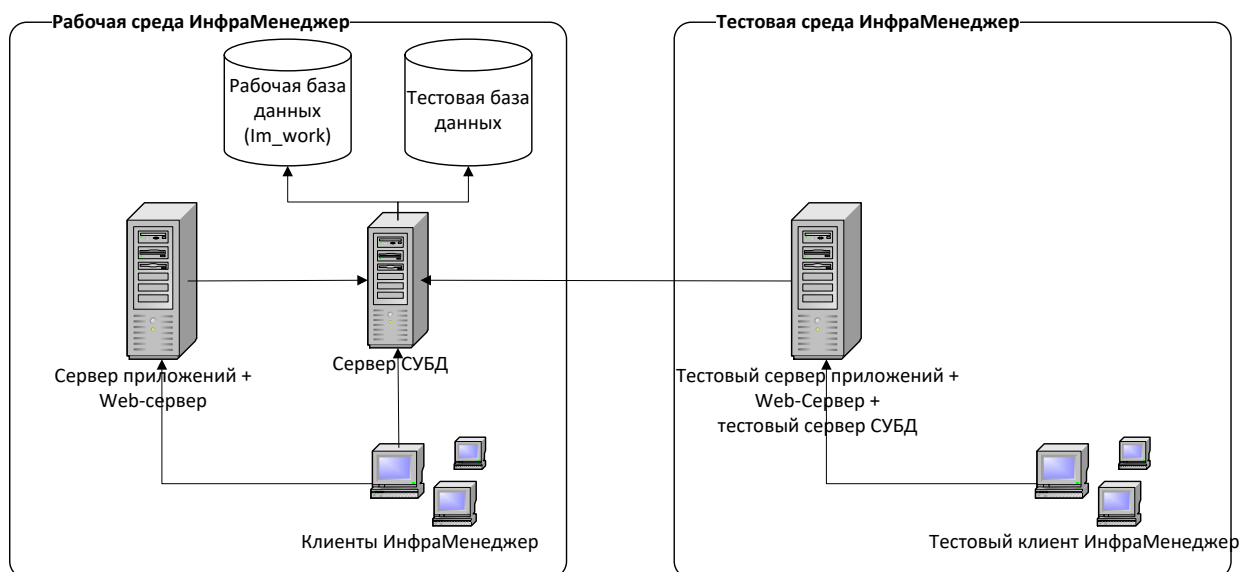 Рабочая среда ИнфраМенеджер
Рабочая база
данных
(Im_work)
Тестовая база
данных
Сервер приложений +
Web-сервер
Сервер СУБД
Клиенты ИнфраМенеджер
Тестовая среда ИнфраМенеджер
Тестовый сервер приложений +
Web-Сервер +
тестовый сервер СУБД
Тестовый клиент ИнфраМенеджер